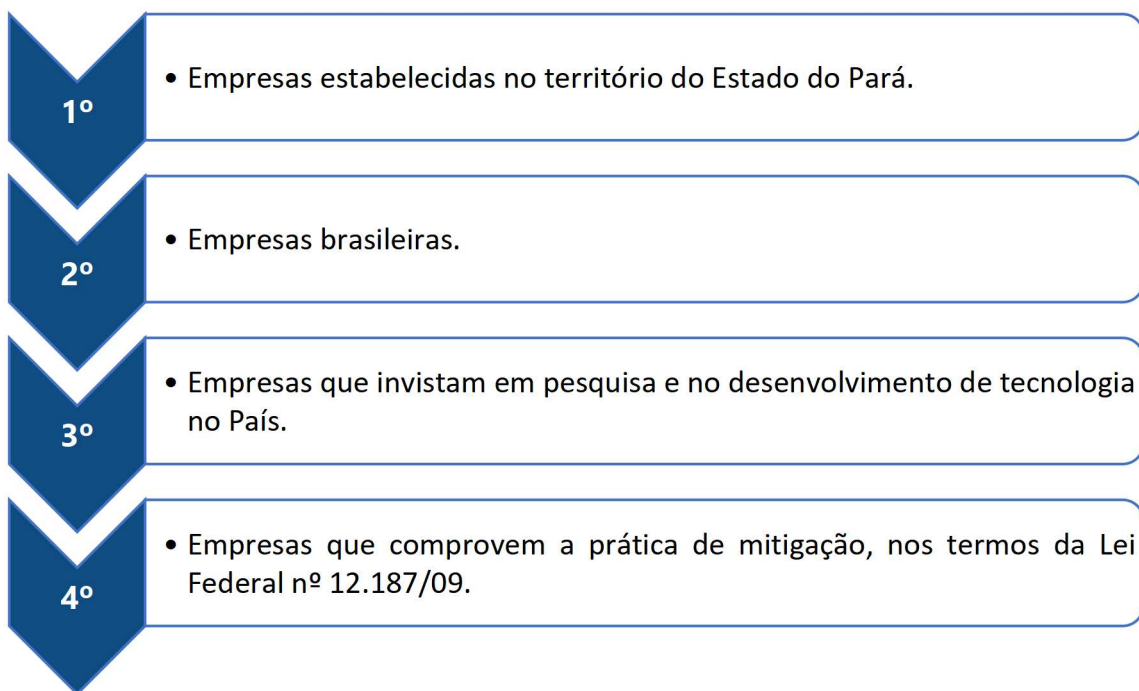 1º
• Empresas estabelecidas no território do Estado do Pará.
2º
• Empresas brasileiras.
3º
• Empresas que invistam em pesquisa e no desenvolvimento de tecnologia
no País.
4º
• Empresas que comprovem a prática de mitigação, nos termos da Lei
Federal nº 12.187/09.